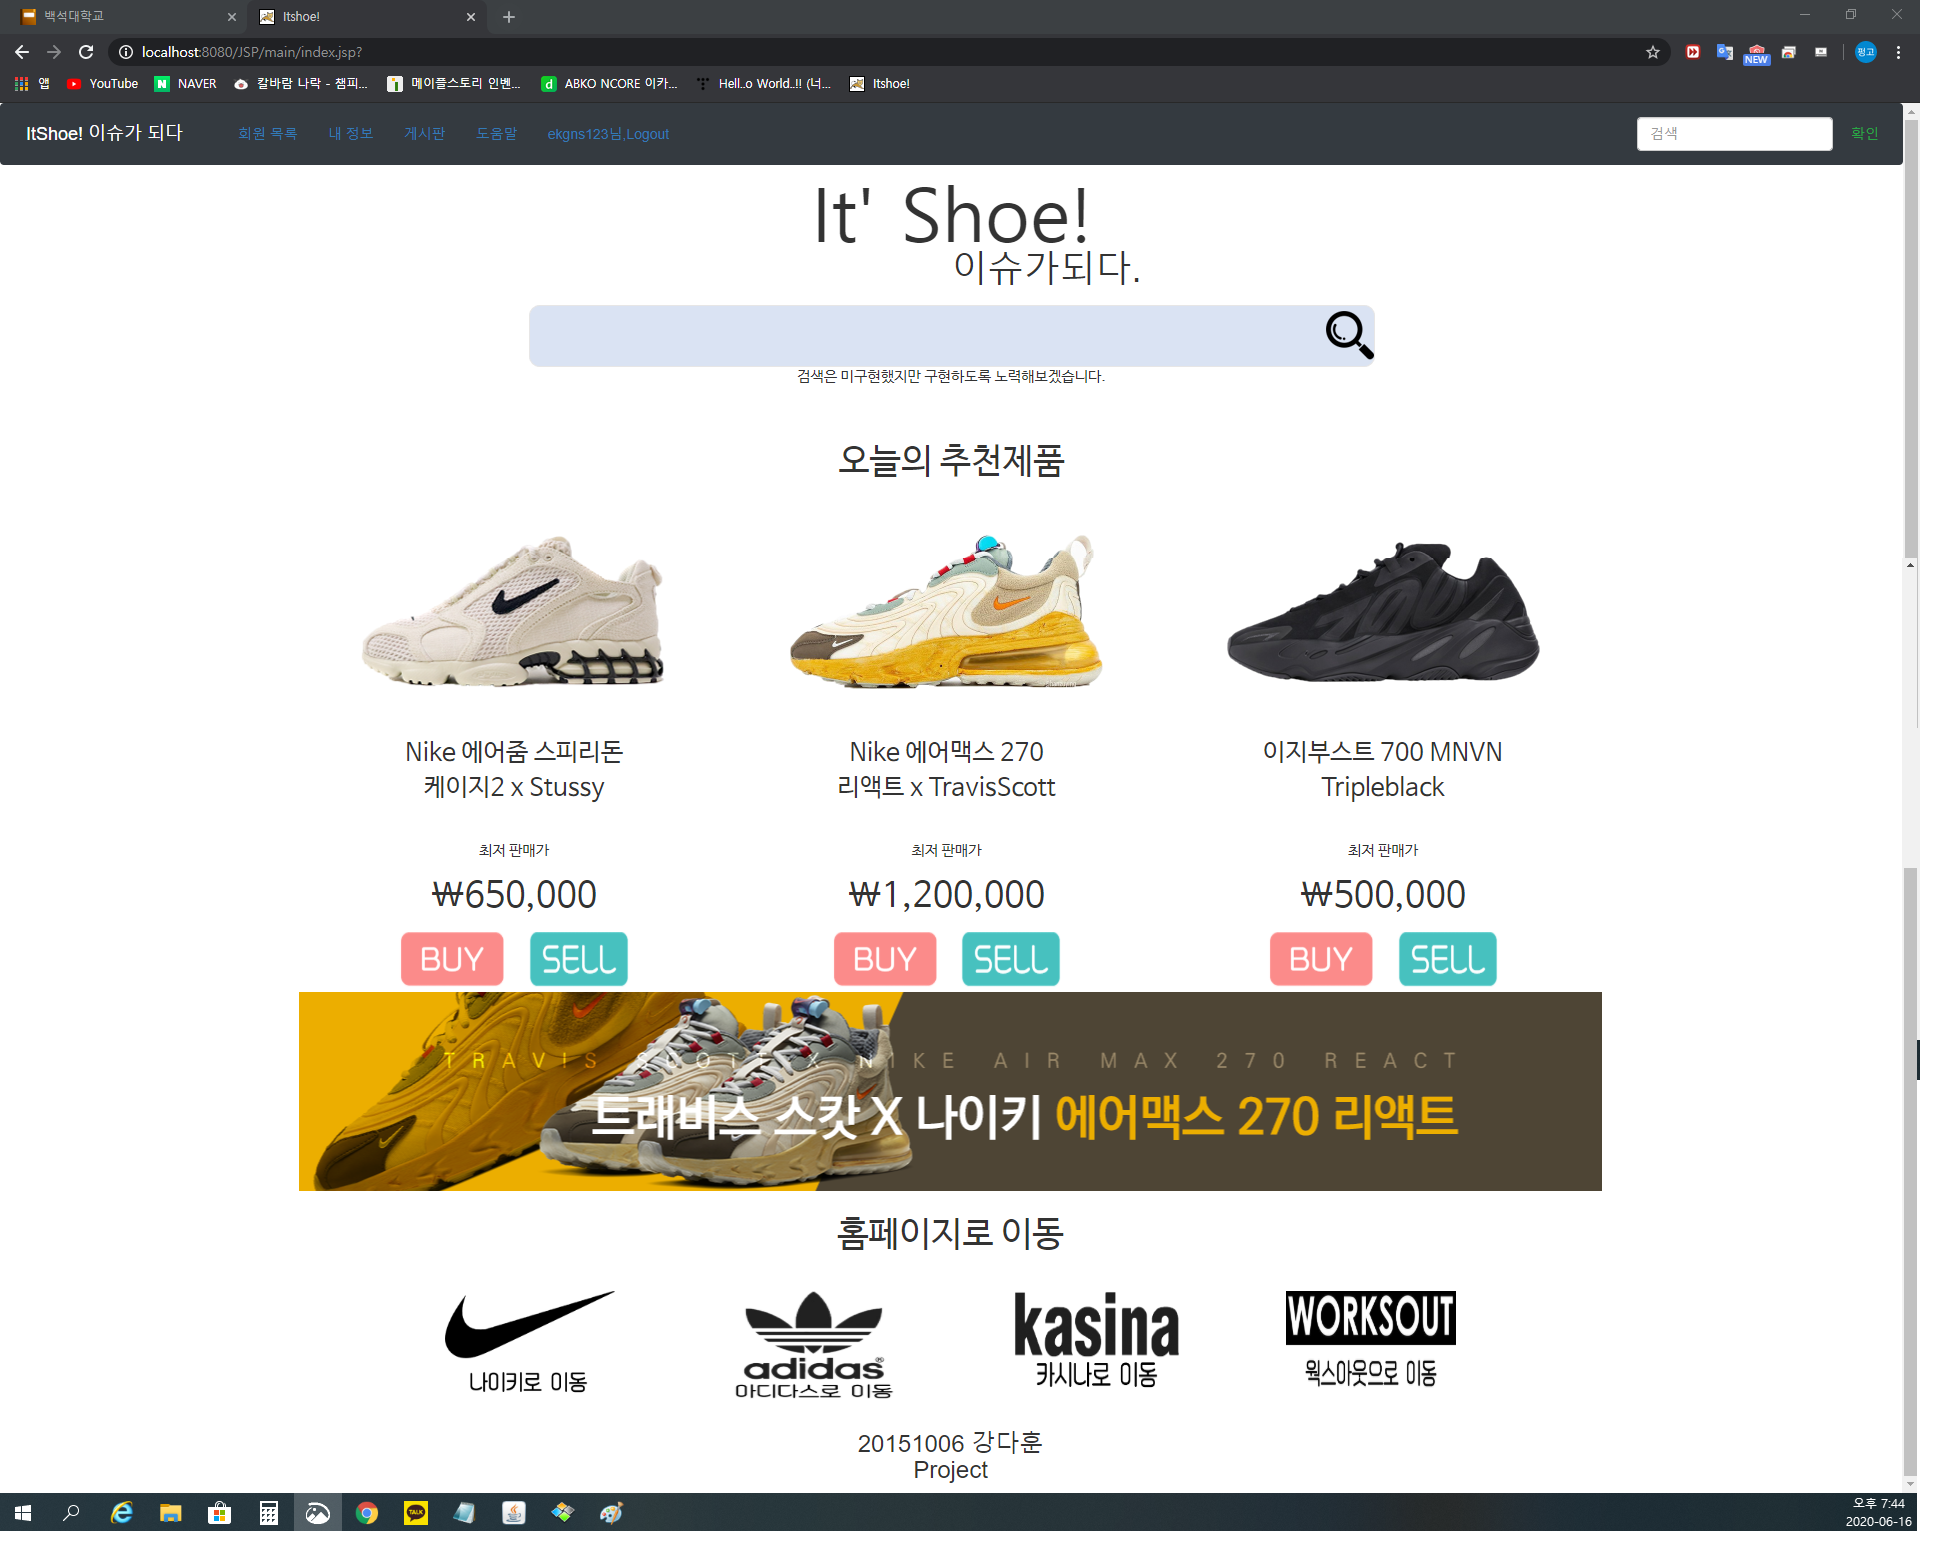 백석대학교
Itshoe!
localhost:8080/JSP/main/index.jsp?
NEW
펑고
앱
YouTube
NAVER
칼바람 나락 - 챔피...
메이플스토리 인벤...
ABKO NCORE 이카...
Hell..o World..!! (너...
Itshoe!
ItShoe! 이슈가 되다
회원 목록
내 정보
게시판
도움말
ekgns123님,Logout
검색
확인
It' Shoe!
이슈가되다.
검색은 미구현했지만 구현하도록 노력해보겠습니다.
오늘의 추천제품
Nike 에어줌 스피리돈
케이지2 x Stussy
Nike 에어맥스 270
리액트 x TravisScott
이지부스트 700 MNVN
Tripleblack
최저 판매가
최저 판매가
최저 판매가
₩650,000
₩1,200,000
₩500,000
BUY SELL
BUY SELL
BUY SELL
TRAVIS SCOTT X NIKE AIR MAX 270 REACT
트래비스 스캇 X 나이키 에어맥스 270 리액트
홈페이지로 이동
나이키로 이동
adidas
아디다스로 이동
kasina
카시나로 이동
WORKSOUT
웍스아웃으로 이동
20151006 강다훈
Project
TALK
오후 7:44
2020-06-16